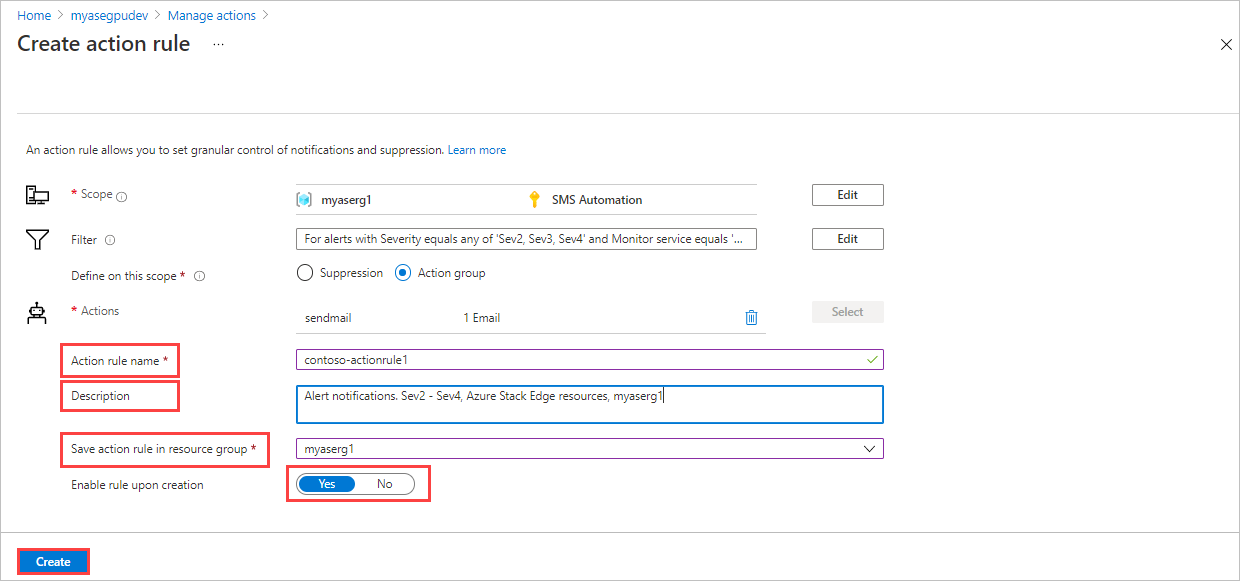 Home > myasegpudev > Manage actions >
Create action rule ...
An action rule allows you to set granular control of notifications and suppression. Learn more
* Scope myaserg1 SMS Automation Edit
Filter For alerts with Severity equals any of 'Sev2, Sev3, Sev4' and Monitor service equals '... Edit
Define on this scope * Suppression Action group
* Actions sendmail 1 Email Select
Action rule name * contoso-actionrule1
Description Alert notifications. Sev2 - Sev4, Azure Stack Edge resources, myaserg1
Save action rule in resource group * myaserg1
Enable rule upon creation Yes No
Create